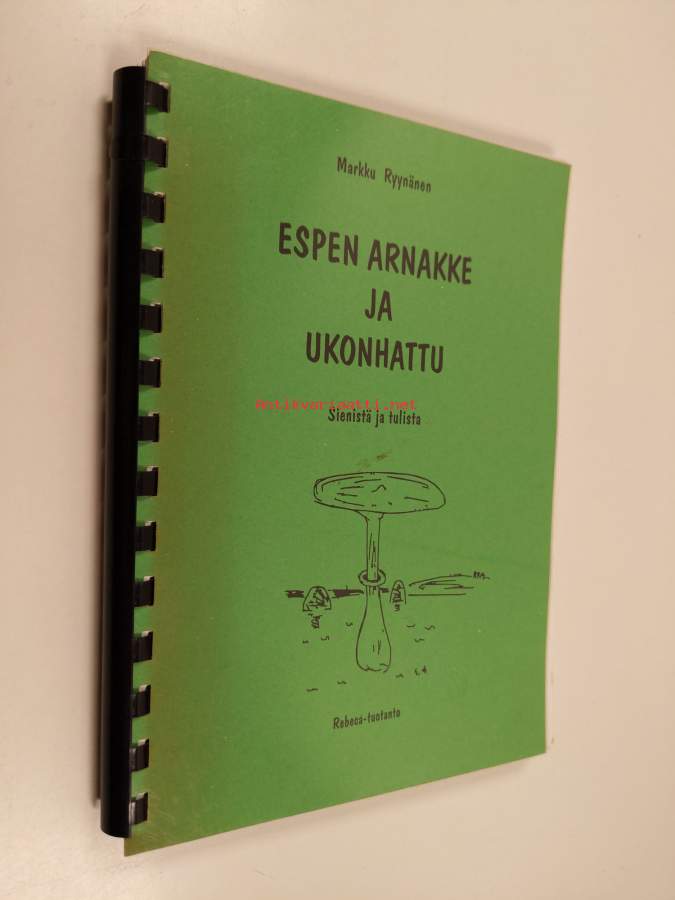 Markku Ryynänen
ESPEN ARNAKKE
JA
UKONHATTU
antikvariaatti.net
Sienistä ja tulista
Rebeca-tuotanto